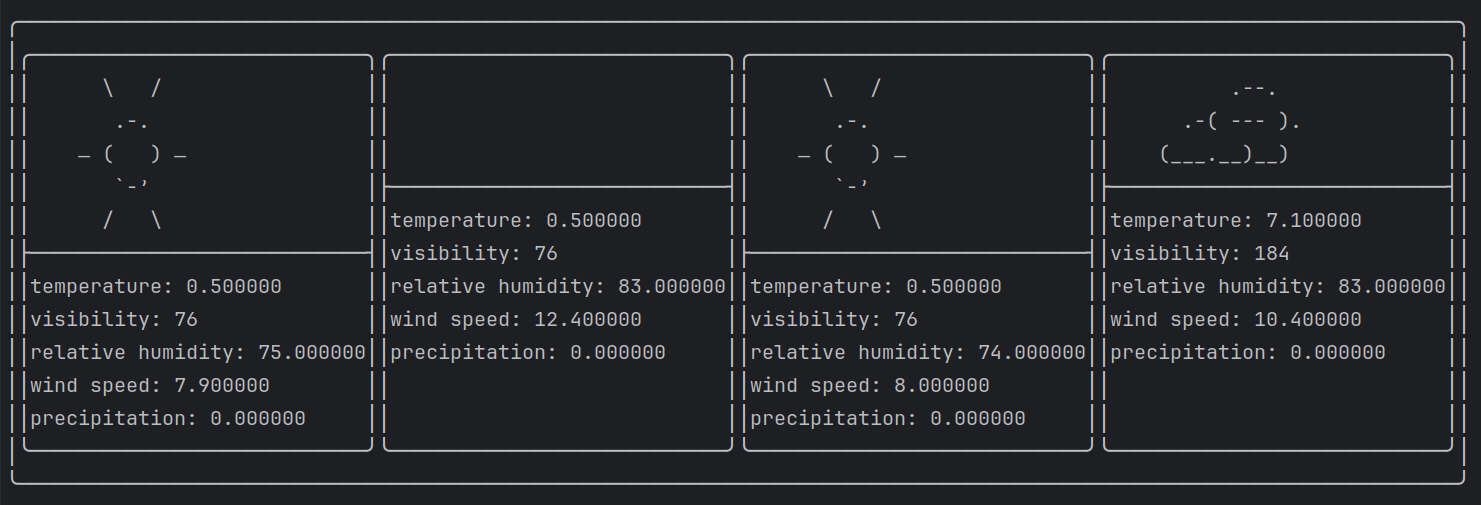 temperature: 0.500000
visibility: 76
relative humidity: 75.000000
wind speed: 7.900000
precipitation: 0.000000
temperature: 0.500000
visibility: 76
relative humidity: 83.000000
wind speed: 12.400000
precipitation: 0.000000
temperature: 0.500000
visibility: 76
relative humidity: 74.000000
wind speed: 8.000000
precipitation: 0.000000
temperature: 7.100000
visibility: 184
relative humidity: 83.000000
wind speed: 10.400000
precipitation: 0.000000